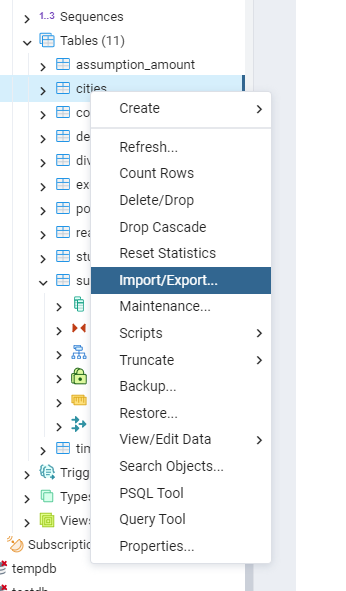 1..3 Sequences
Tables (11)
assumption_amount
cities
co
de
div
ex
po
rea
stu
su
tim
Trigg
Types
Views
Subscriptio
tempdb
testdb
Create
Refresh...
Count Rows
Delete/Drop
Drop Cascade
Reset Statistics
Import/Export...
Maintenance...
Scripts
Truncate
Backup...
Restore...
View/Edit Data
Search Objects...
PSQL Tool
Query Tool
Properties...